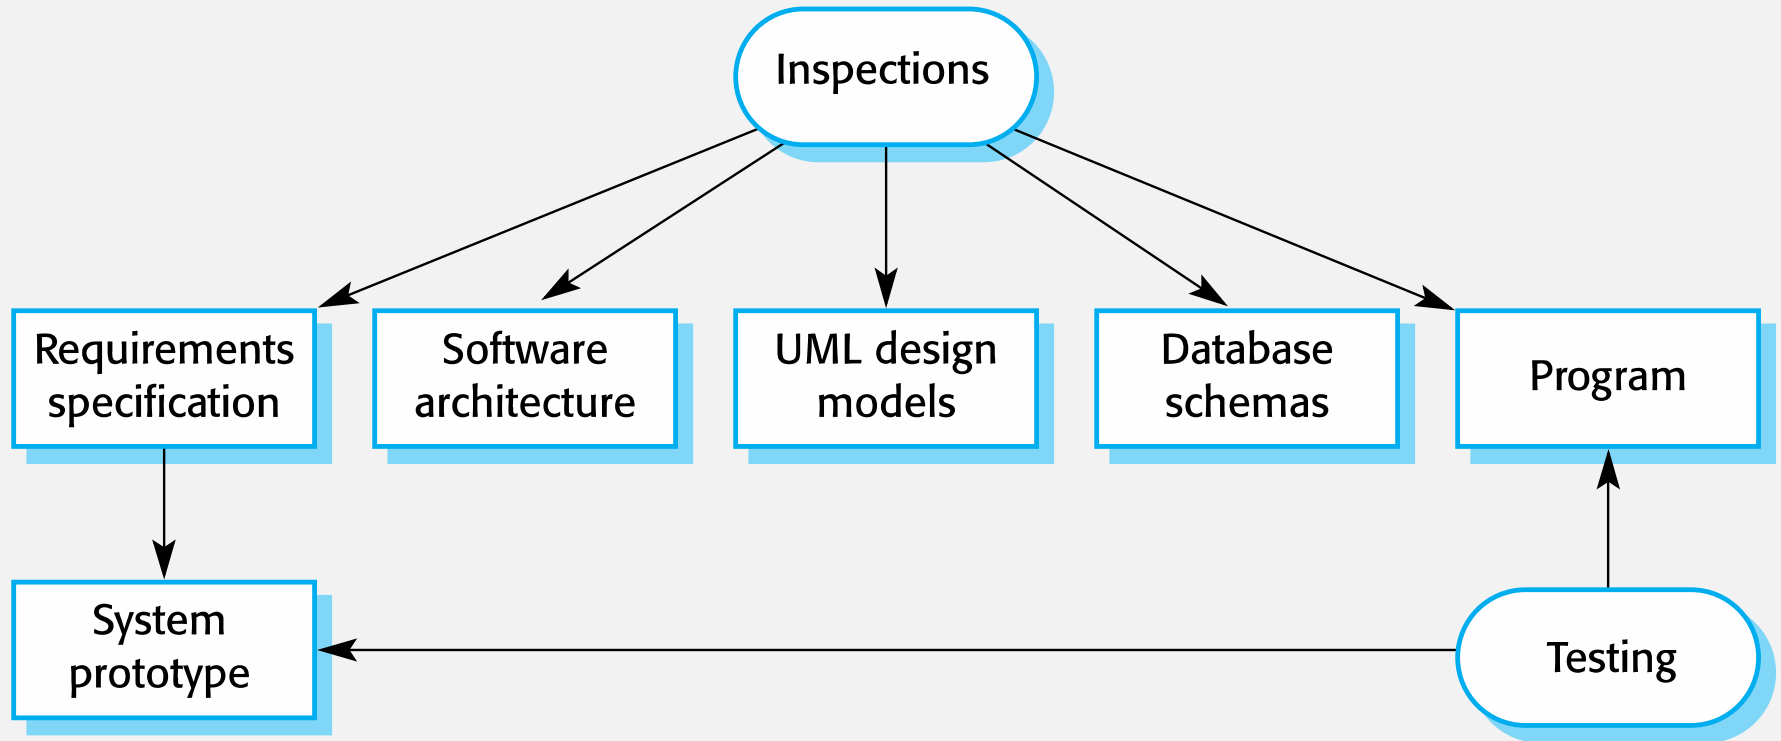 Inspections
Requirements
specification
Software
architecture
UML design
models
Database
schemas
Program
System
prototype
Testing